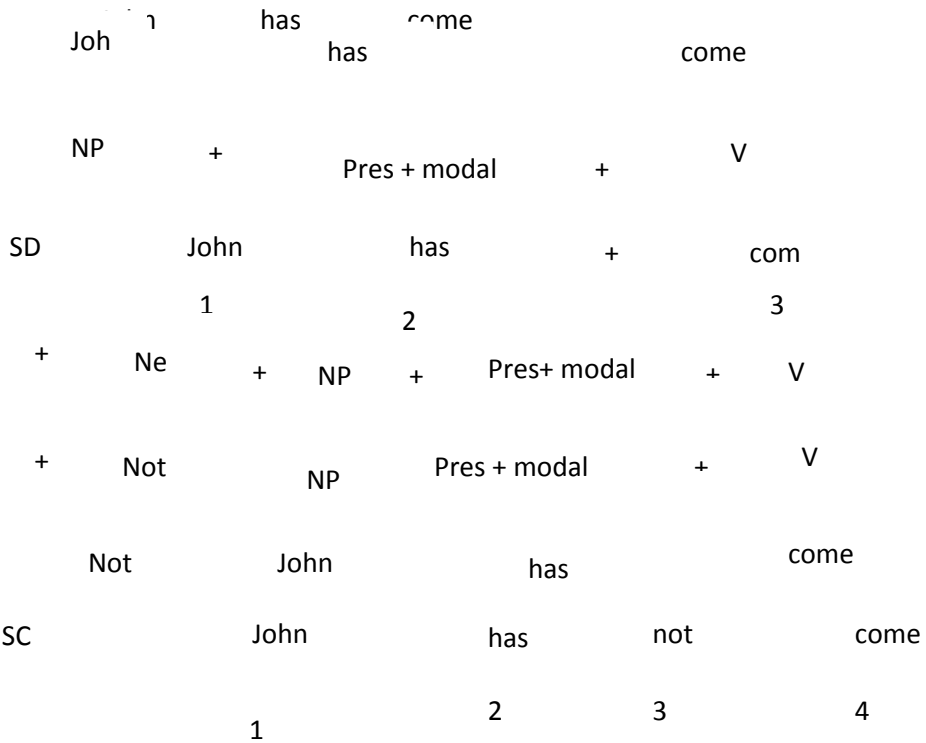 has come
Joh has come
NP + Pres + modal + V
SD John has + com
1 2 3
+ Ne + NP + Pres+ modal + V
+ Not NP Pres + modal + V
Not John has come
SC John has not come
1 2 3 4